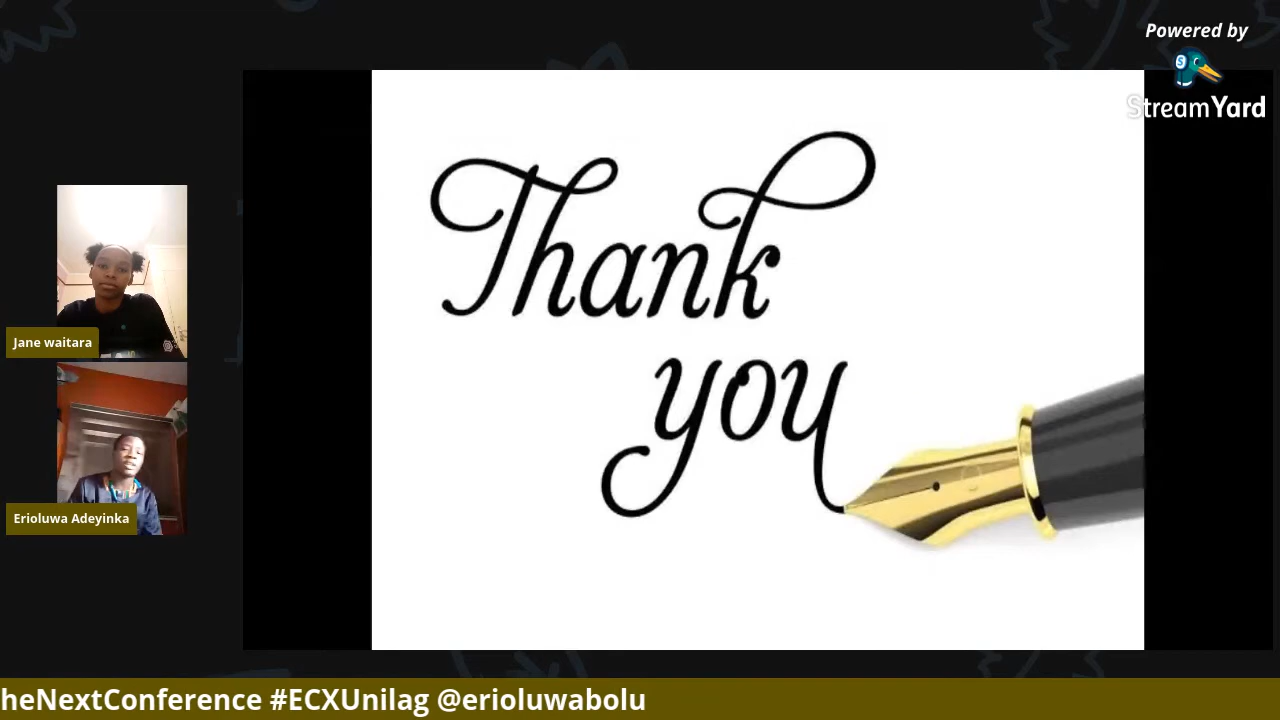 Powered by
StreamYard
Thank
you
Jane waitara
Erioluwa Adeyinka
heNextConference #ECXUnilag @erioluwabolu